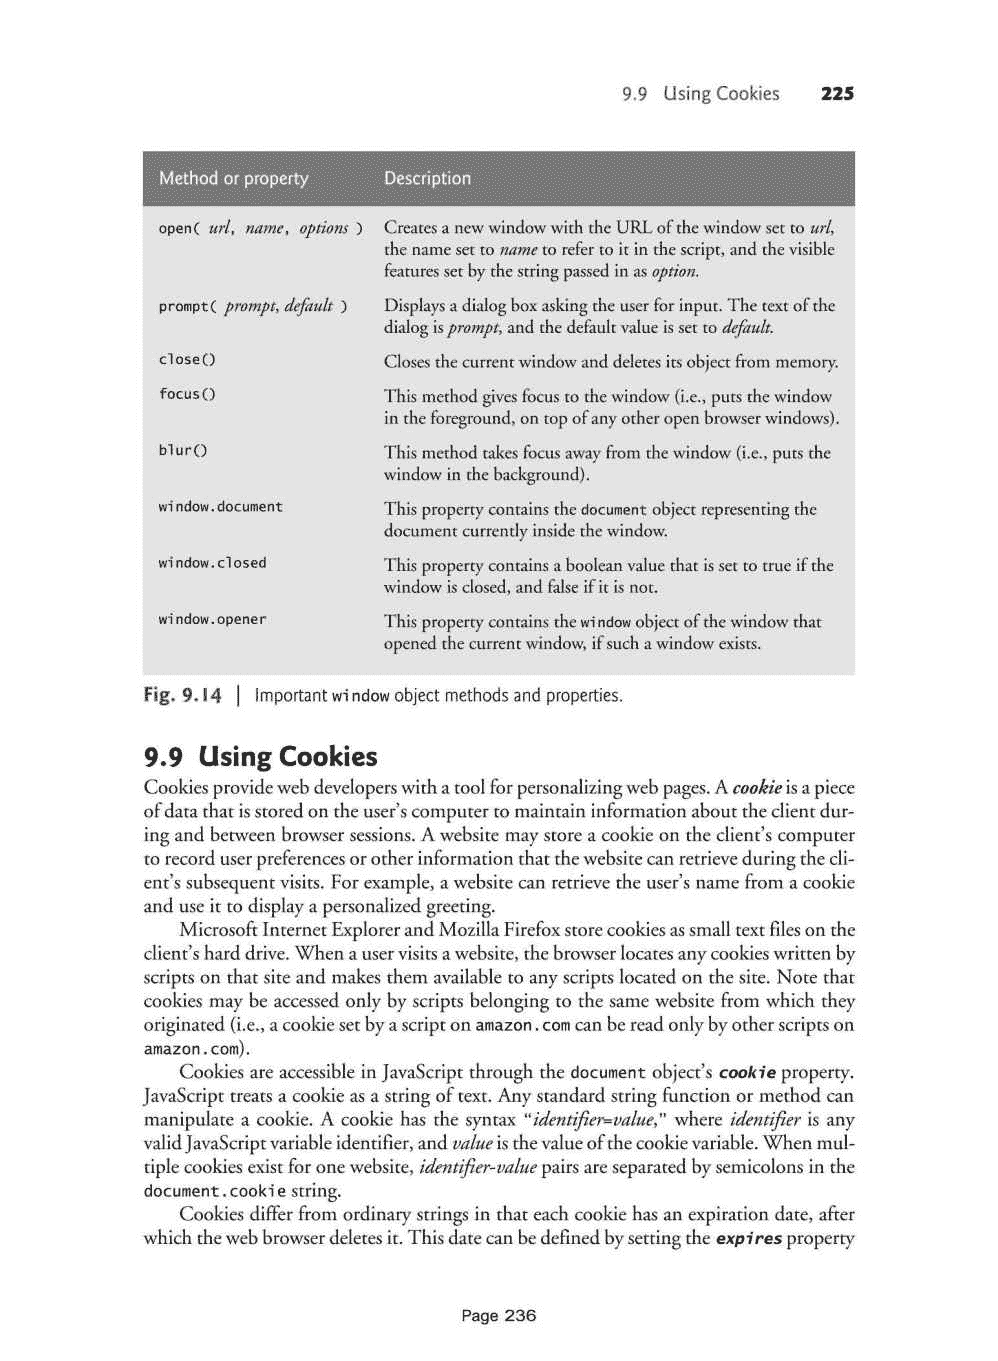 9.9 Using Cookies 225
Method or property Description
open( url, name, options ) Creates a new window with the URL of the window set to url,
the name set to name to refer to it in the script, and the visible
features set by the string passed in as option.
prompt( prompt, default ) Displays a dialog box asking the user for input. The text of the
dialog is prompt, and the default value is set to default.
close() Closes the current window and deletes its object from memory.
focus() This method gives focus to the window (i.e., puts the window
in the foreground, on top of any other open browser windows).
blur() This method takes focus away from the window (i.e., puts the
window in the background).
window.document This property contains the document object representing the
document currently inside the window.
window.closed This property contains a boolean value that is set to true if the
window is closed, and false if it is not.
window.opener This property contains the window object of the window that
opened the current window, if such a window exists.
Fig. 9.14 | Important window object methods and properties.
9.9 Using Cookies
Cookies provide web developers with a tool for personalizing web pages. A cookie is a piece
of data that is stored on the user's computer to maintain information about the client dur-
ing and between browser sessions. A website may store a cookie on the client's computer
to record user preferences or other information that the website can retrieve during the cli-
ent's subsequent visits. For example, a website can retrieve the user's name from a cookie
and use it to display a personalized greeting.
Microsoft Internet Explorer and Mozilla Firefox store cookies as small text files on the
client's hard drive. When a user visits a website, the browser locates any cookies written by
scripts on that site and makes them available to any scripts located on the site. Note that
cookies may be accessed only by scripts belonging to the same website from which they
originated (i.e., a cookie set by a script on amazon.com can be read only by other scripts on
amazon.com).
Cookies are accessible in JavaScript through the document object's cookie property.
JavaScript treats a cookie as a string of text. Any standard string function or method can
manipulate a cookie. A cookie has the syntax "identifier=value," where identifier is any
valid JavaScript variable identifier, and value is the value of the cookie variable. When mul-
tiple cookies exist for one website, identifier-value pairs are separated by semicolons in the
document.cookie string.
Cookies differ from ordinary strings in that each cookie has an expiration date, after
which the web browser deletes it. This date can be defined by setting the expires property
Page 236